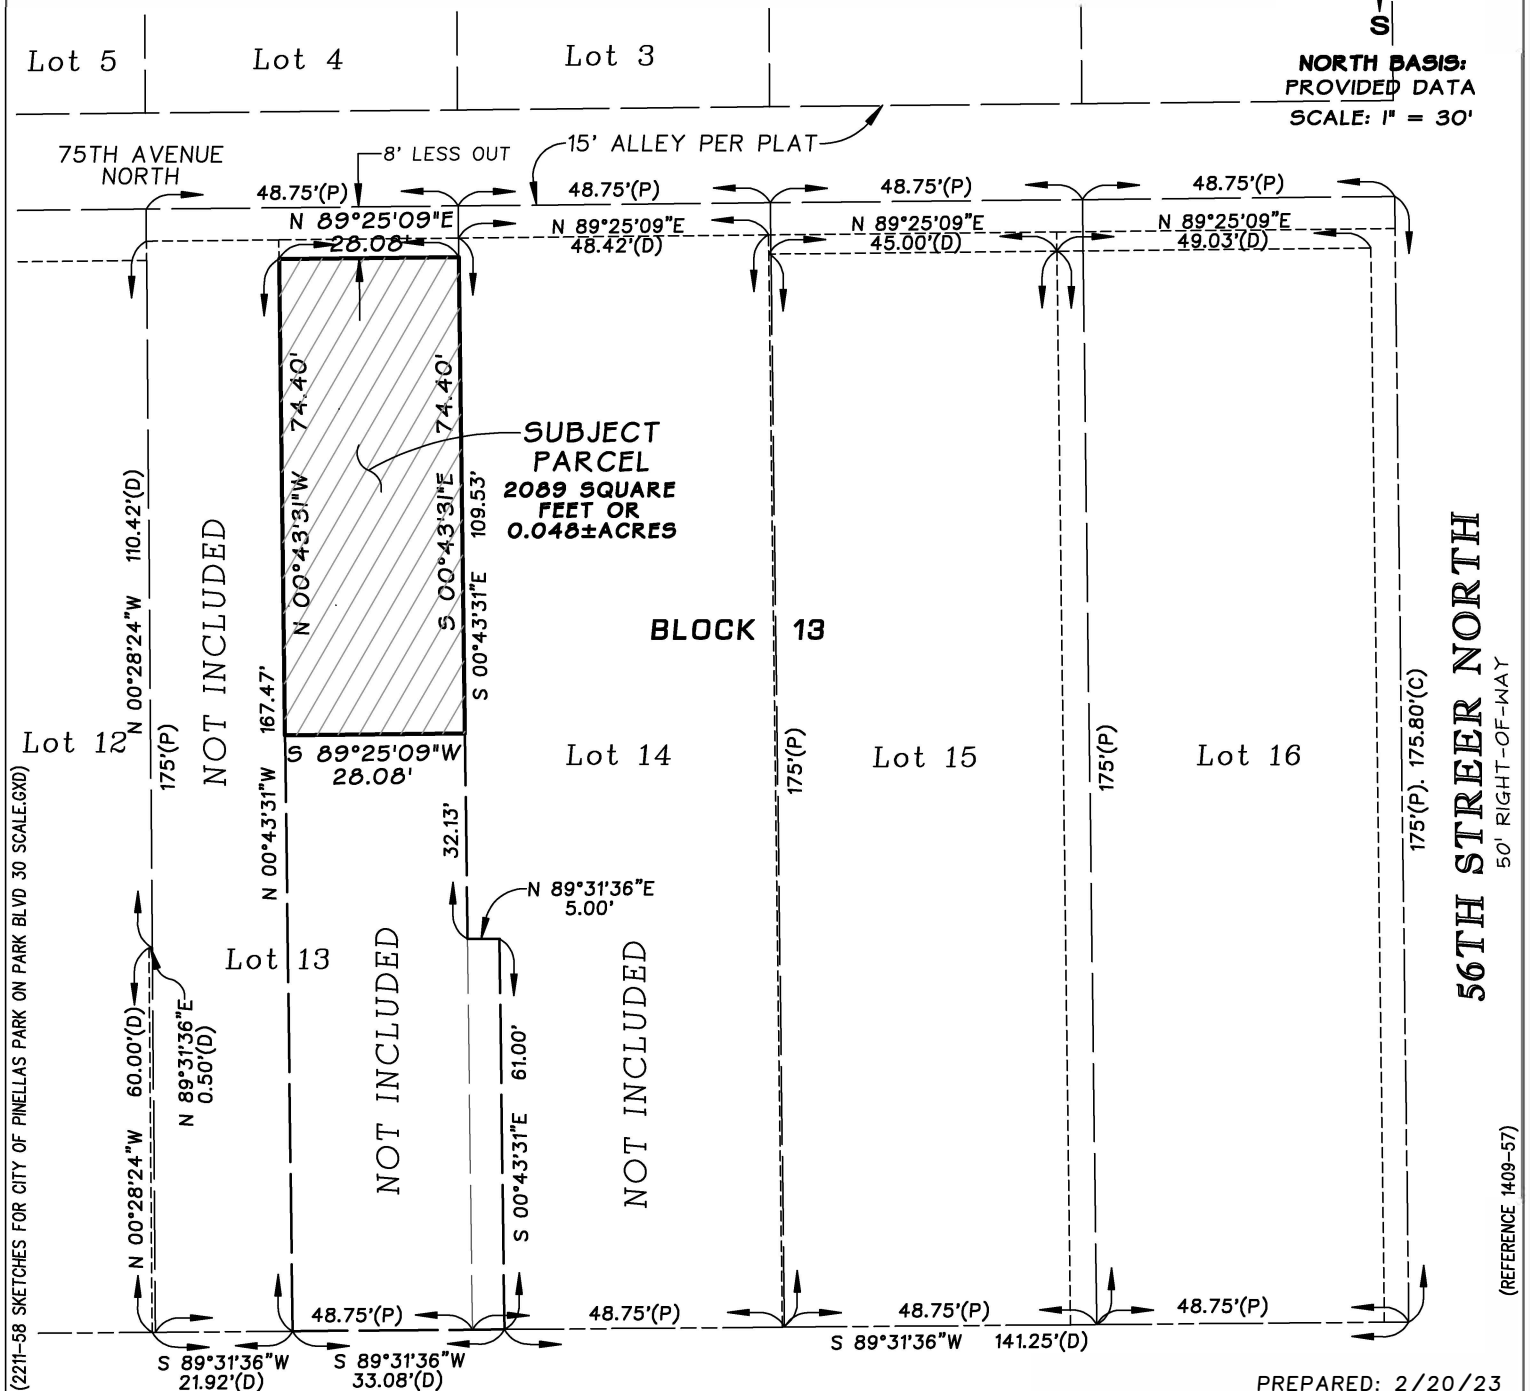 S
NORTH BASIS:
PROVIDED DATA
SCALE: 1" = 30'
Lot 5
Lot 4
Lot 3
75TH AVENUE
NORTH
8' LESS OUT
15' ALLEY PER PLAT
48.75'(P)
48.75'(P)
48.75'(P)
48.75'(P)
N 89°25'09"E
28.08'
N 89°25'09"E
48.42'(D)
N 89°25'09"E
45.00'(D)
N 89°25'09"E
49.03'(D)
N 00°43'31"W 74.40'
S 00°43'31"E 74.40'
SUBJECT
PARCEL
2089 SQUARE
FEET OR
0.048±ACRES
S 00°43'31"E 109.53'
N 00°28'24"W 110.42'(D)
NOT INCLUDED
BLOCK 13
N 00°43'31"W 167.47'
S 89°25'09"W
28.08'
Lot 12
175'(P)
Lot 14
175'(P)
Lot 15
175'(P)
Lot 16
175'(P). 175.80'(C)
56TH STREER NORTH
50' RIGHT-OF-WAY
32.13'
N 89°31'36"E
5.00'
Lot 13
NOT INCLUDED
NOT INCLUDED
N 00°28'24"W 60.00'(D)
N 89°31'36"E
0.50'(D)
S 00°43'31"E 61.00'
48.75'(P)
48.75'(P)
48.75'(P)
48.75'(P)
S 89°31'36"W
21.92'(D)
S 89°31'36"W
33.08'(D)
S 89°31'36"W 141.25'(D)
(2211-58 SKETCHES FOR CITY OF PINELLAS PARK ON PARK BLVD 30 SCALE.GXD)
(REFERENCE 1409-57)
PREPARED: 2/20/23